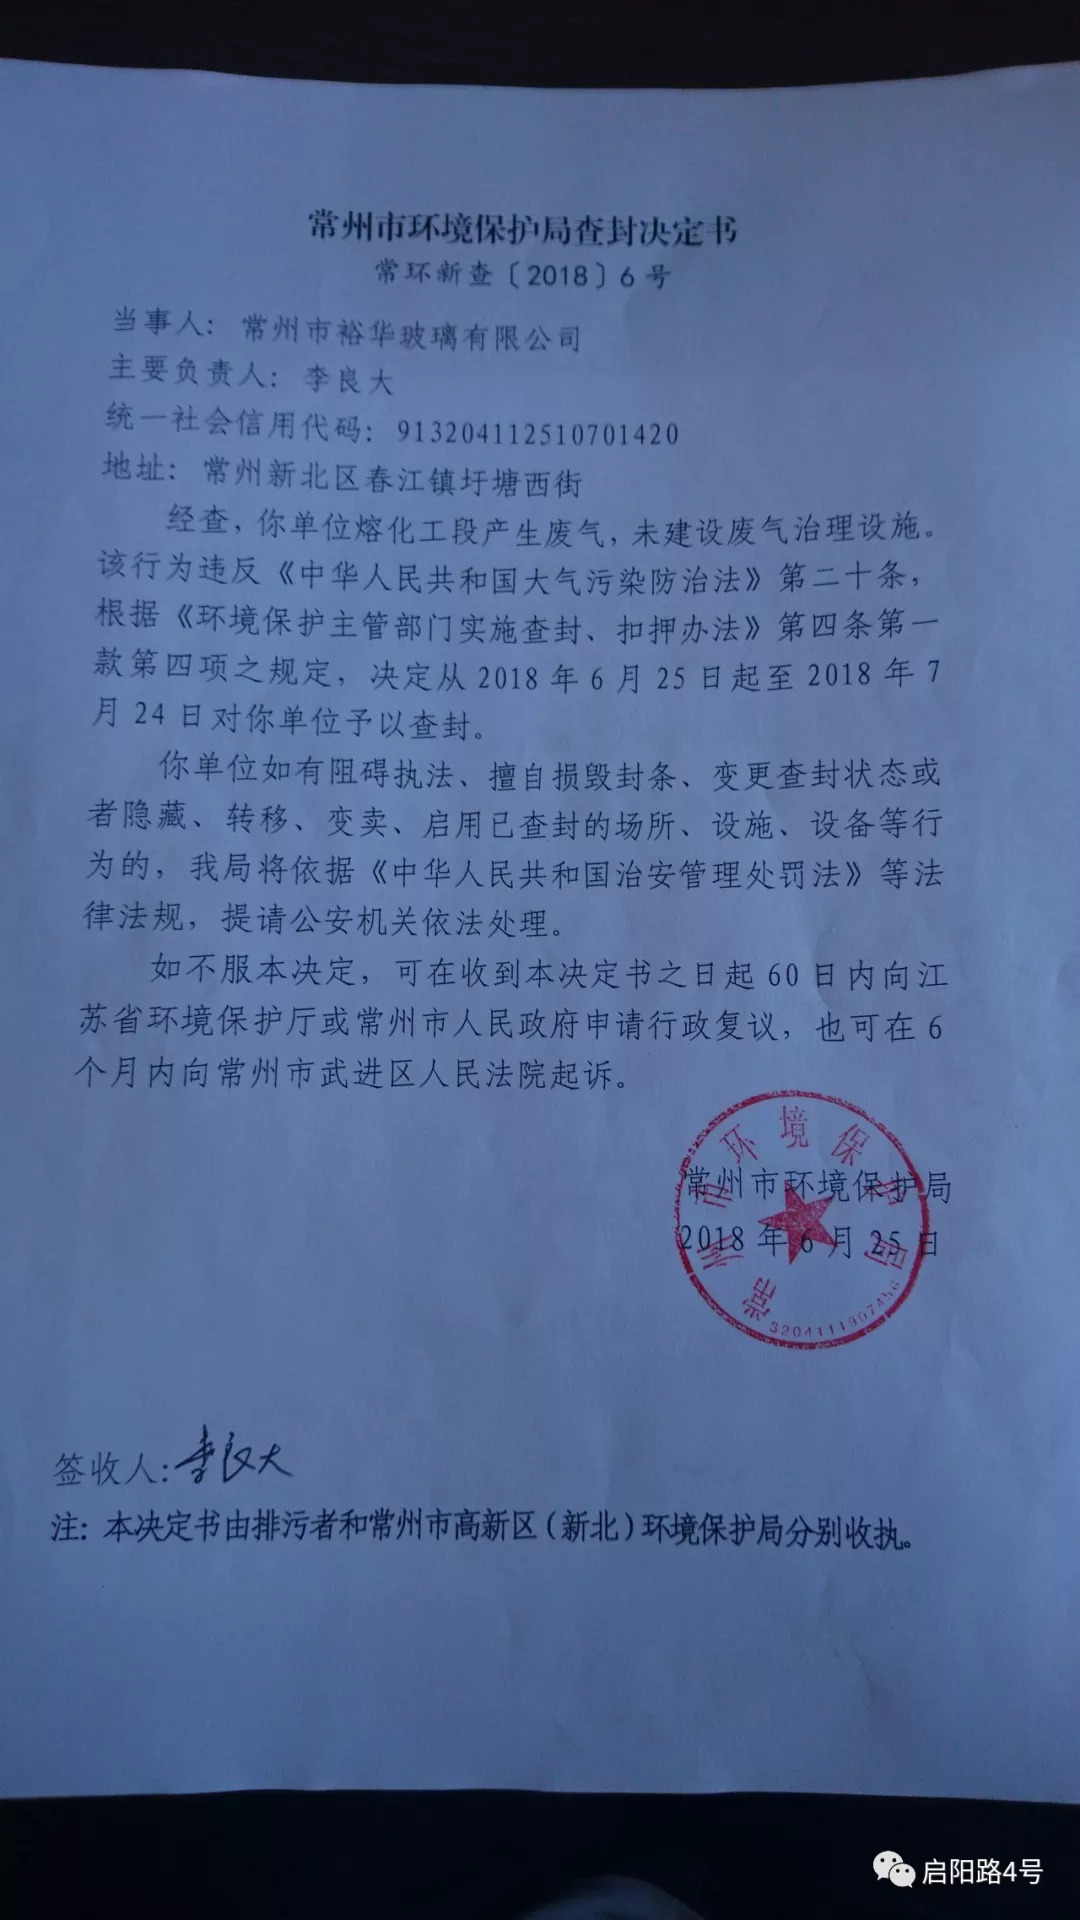 常州市环境保护局查封决定书
常环新查〔2018〕6号
当事人：常州市裕华玻璃有限公司
主要负责人：李良大
统一社会信用代码：913204112510701420
地址：常州新北区春江镇圩塘西街
经查，你单位熔化工段产生废气，未建设废气治理设施。
该行为违反《中华人民共和国大气污染防治法》第二十条，
根据《环境保护主管部门实施查封、扣押办法》第四条第一
款第四项之规定，决定从2018年6月25日起至2018年7
月24日对你单位予以查封。
你单位如有阻碍执法、擅自损毁封条、变更查封状态或
者隐藏、转移、变卖、启用已查封的场所、设施、设备等行
为的，我局将依据《中华人民共和国治安管理处罚法》等法
律法规，提请公安机关依法处理。
如不服本决定，可在收到本决定书之日起60日内向江
苏省环境保护厅或常州市人民政府申请行政复议，也可在6
个月内向常州市武进区人民法院起诉。
常州市环境保护局
2018年6月25日
常州市环境保护局
3204111907456
签收人：李良大
注：本决定书由排污者和常州市高新区（新北）环境保护局分别收执。
启阳路4号